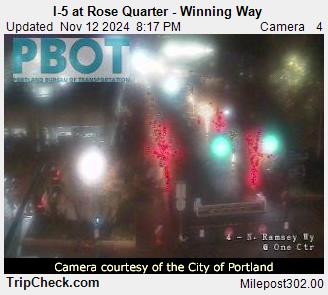 I-5 at Rose Quarter - Winning Way
Updated Nov 12 2024 8:17 PM Camera 4
PBOT
PORTLAND BUREAU OF TRANSPORTATION
4 - N. Ramsey Wy
@ One Ctr
Camera courtesy of the City of Portland
TripCheck.com Milepost302.00